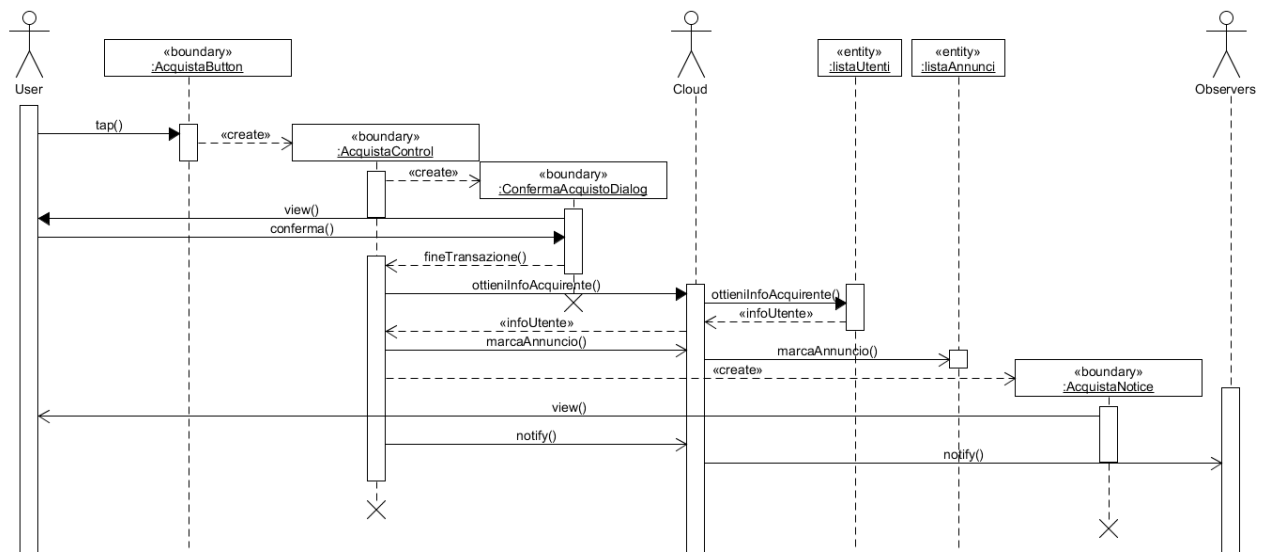 «boundary»
:AcquistaButton
«entity»
:listaUtenti
«entity»
:listaAnnunci
User
Cloud
Observers
tap()
«create»
«boundary»
:AcquistaControl
«create»
«boundary»
:ConfermaAcquistoDialog
view()
conferma()
fineTransazione()
ottieniInfoAcquirente()
ottieniInfoAcquirente()
«infoUtente»
«infoUtente»
marcaAnnuncio()
marcaAnnuncio()
«create»
«boundary»
:AcquistaNotice
view()
notify()
notify()